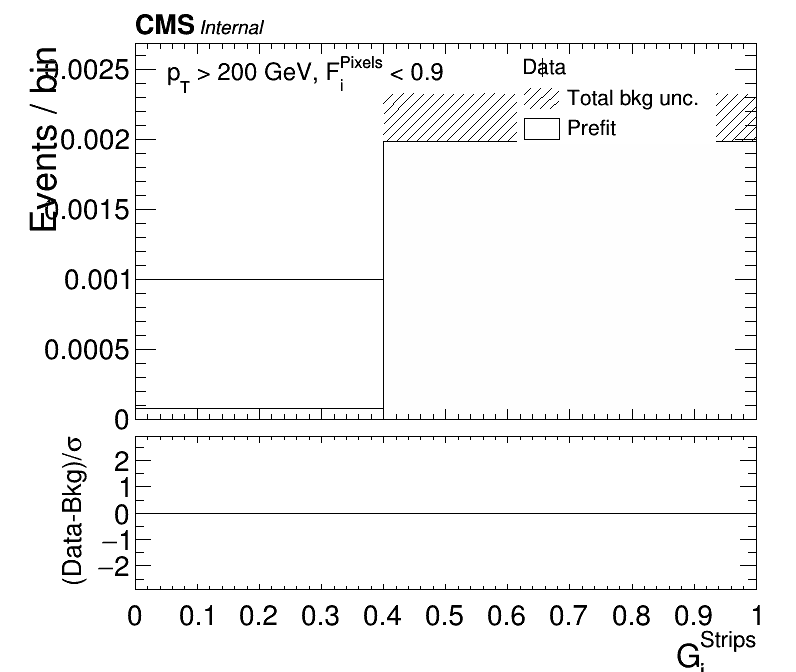 CMS Internal
p_T > 200 GeV, F_i^Pixels < 0.9
Data
Total bkg unc.
Prefit
Events / bin
0.0025
0.002
0.0015
0.001
0.0005
0
(Data-Bkg)/σ
2
1
0
−1
−2
0 0.1 0.2 0.3 0.4 0.5 0.6 0.7 0.8 0.9 1
G_i^Strips